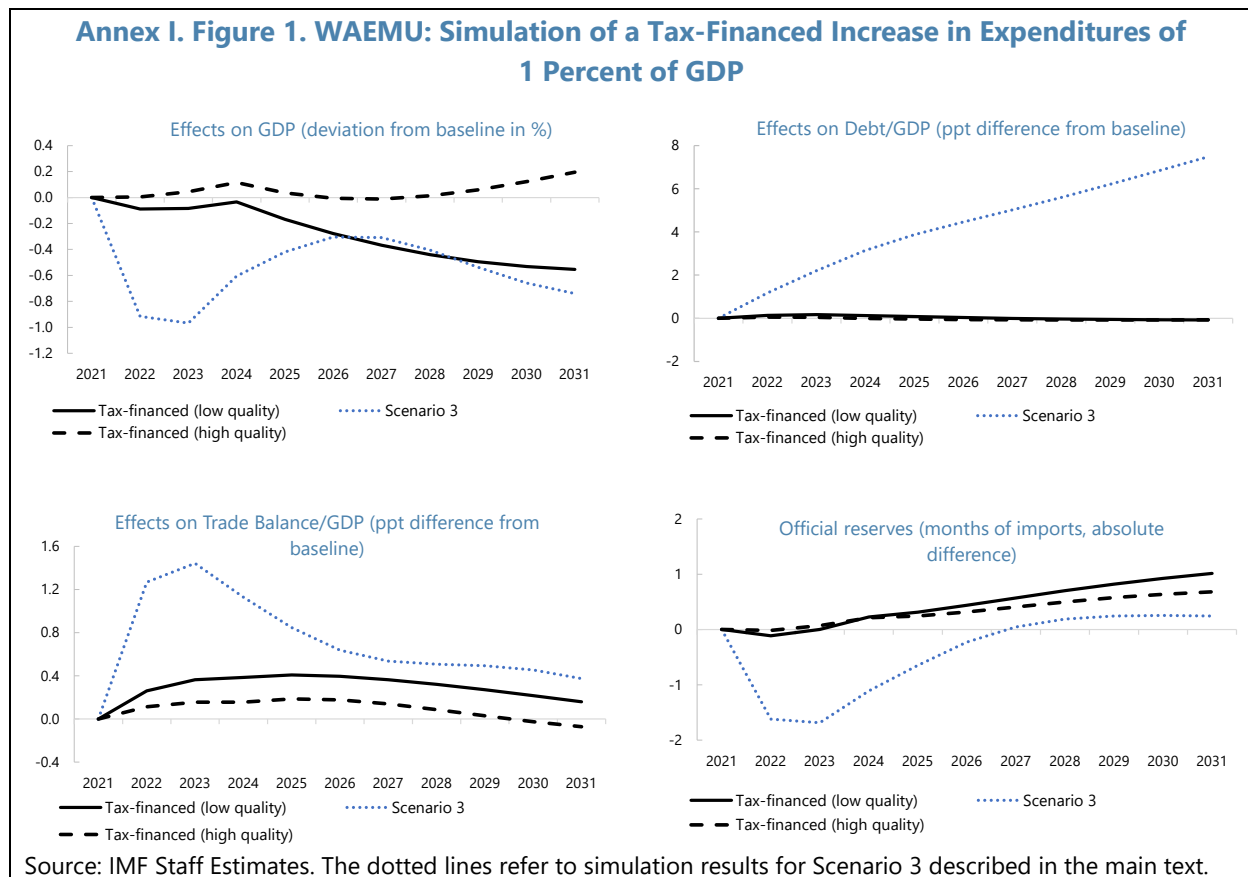 Annex I. Figure 1. WAEMU: Simulation of a Tax-Financed Increase in Expenditures of
1 Percent of GDP
Effects on GDP (deviation from baseline in %)
0.4
0.2
0.0
-0.2
-0.4
-0.6
-0.8
-1.0
-1.2
2021 2022 2023 2024 2025 2026 2027 2028 2029 2030 2031
Tax-financed (low quality) Scenario 3
Tax-financed (high quality)
Effects on Debt/GDP (ppt difference from baseline)
8
6
4
2
0
-2
2021 2022 2023 2024 2025 2026 2027 2028 2029 2030 2031
Tax-financed (low quality) Scenario 3
Tax-financed (high quality)
Effects on Trade Balance/GDP (ppt difference from
baseline)
1.6
1.2
0.8
0.4
0.0
-0.4
2021 2022 2023 2024 2025 2026 2027 2028 2029 2030 2031
Tax-financed (low quality) Scenario 3
Tax-financed (high quality)
Official reserves (months of imports, absolute
difference)
2
1
0
-1
-2
2021 2022 2023 2024 2025 2026 2027 2028 2029 2030 2031
Tax-financed (low quality) Scenario 3
Tax-financed (high quality)
Source: IMF Staff Estimates. The dotted lines refer to simulation results for Scenario 3 described in the main text.